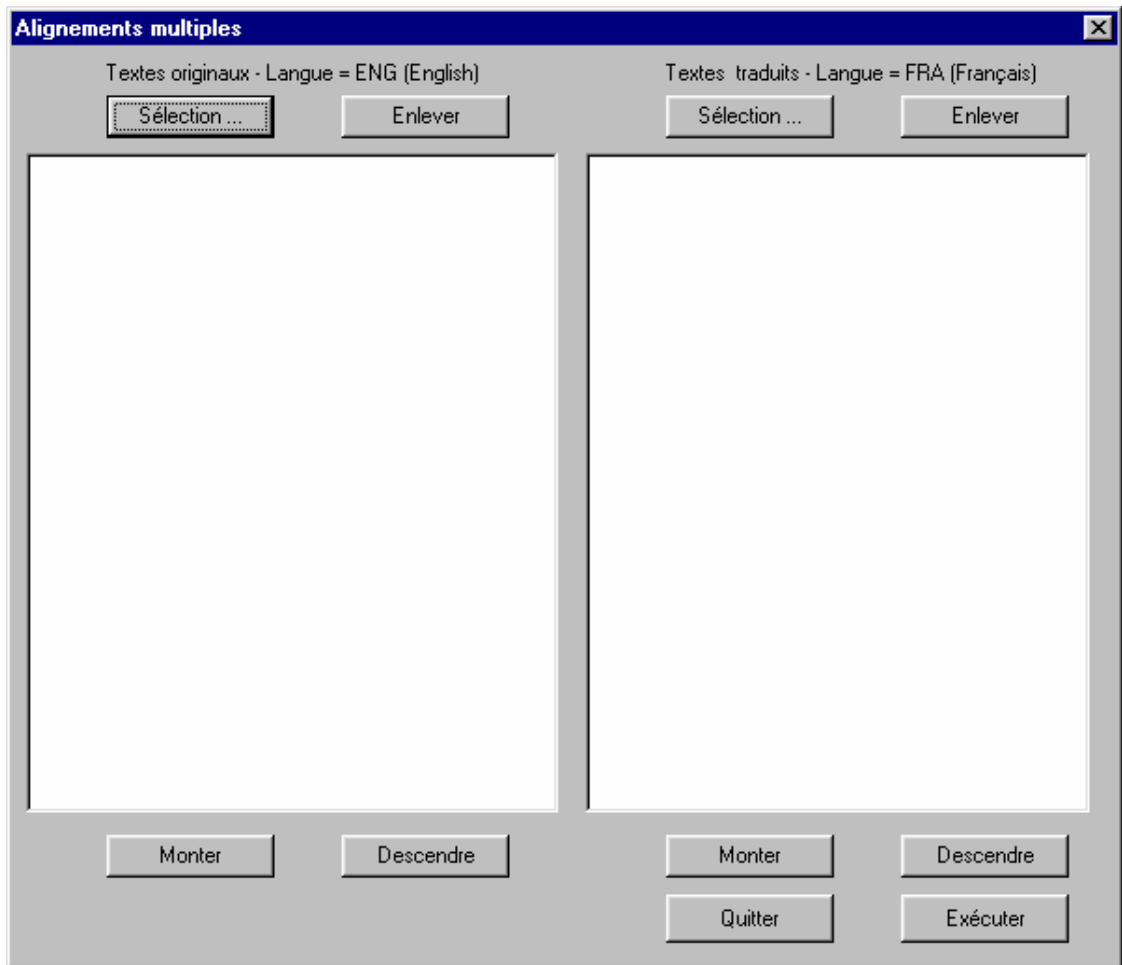 Alignements multiples
Textes originaux - Langue = ENG (English)
Textes traduits - Langue = FRA (Français)
Sélection ...
Enlever
Sélection ...
Enlever
Monter
Descendre
Monter
Descendre
Quitter
Exécuter